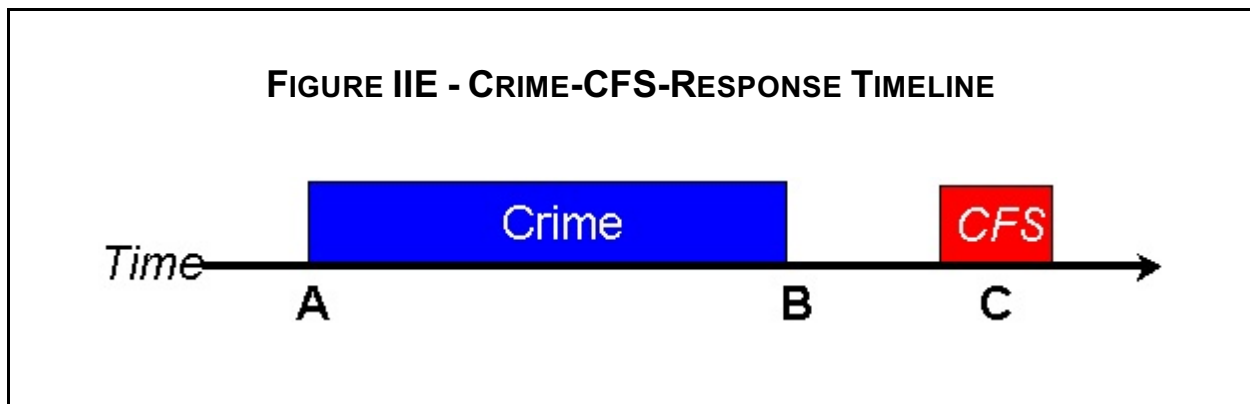 FIGURE IIE - CRIME-CFS-RESPONSE TIMELINE
Crime
CFS
Time
A
B
C